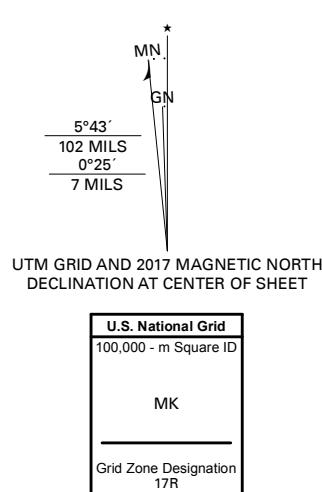 ★
MN
GN
5°43´
102 MILS
0°25´
7 MILS
UTM GRID AND 2017 MAGNETIC NORTH
DECLINATION AT CENTER OF SHEET
U.S. National Grid
100,000 - m Square ID
MK
Grid Zone Designation
17R